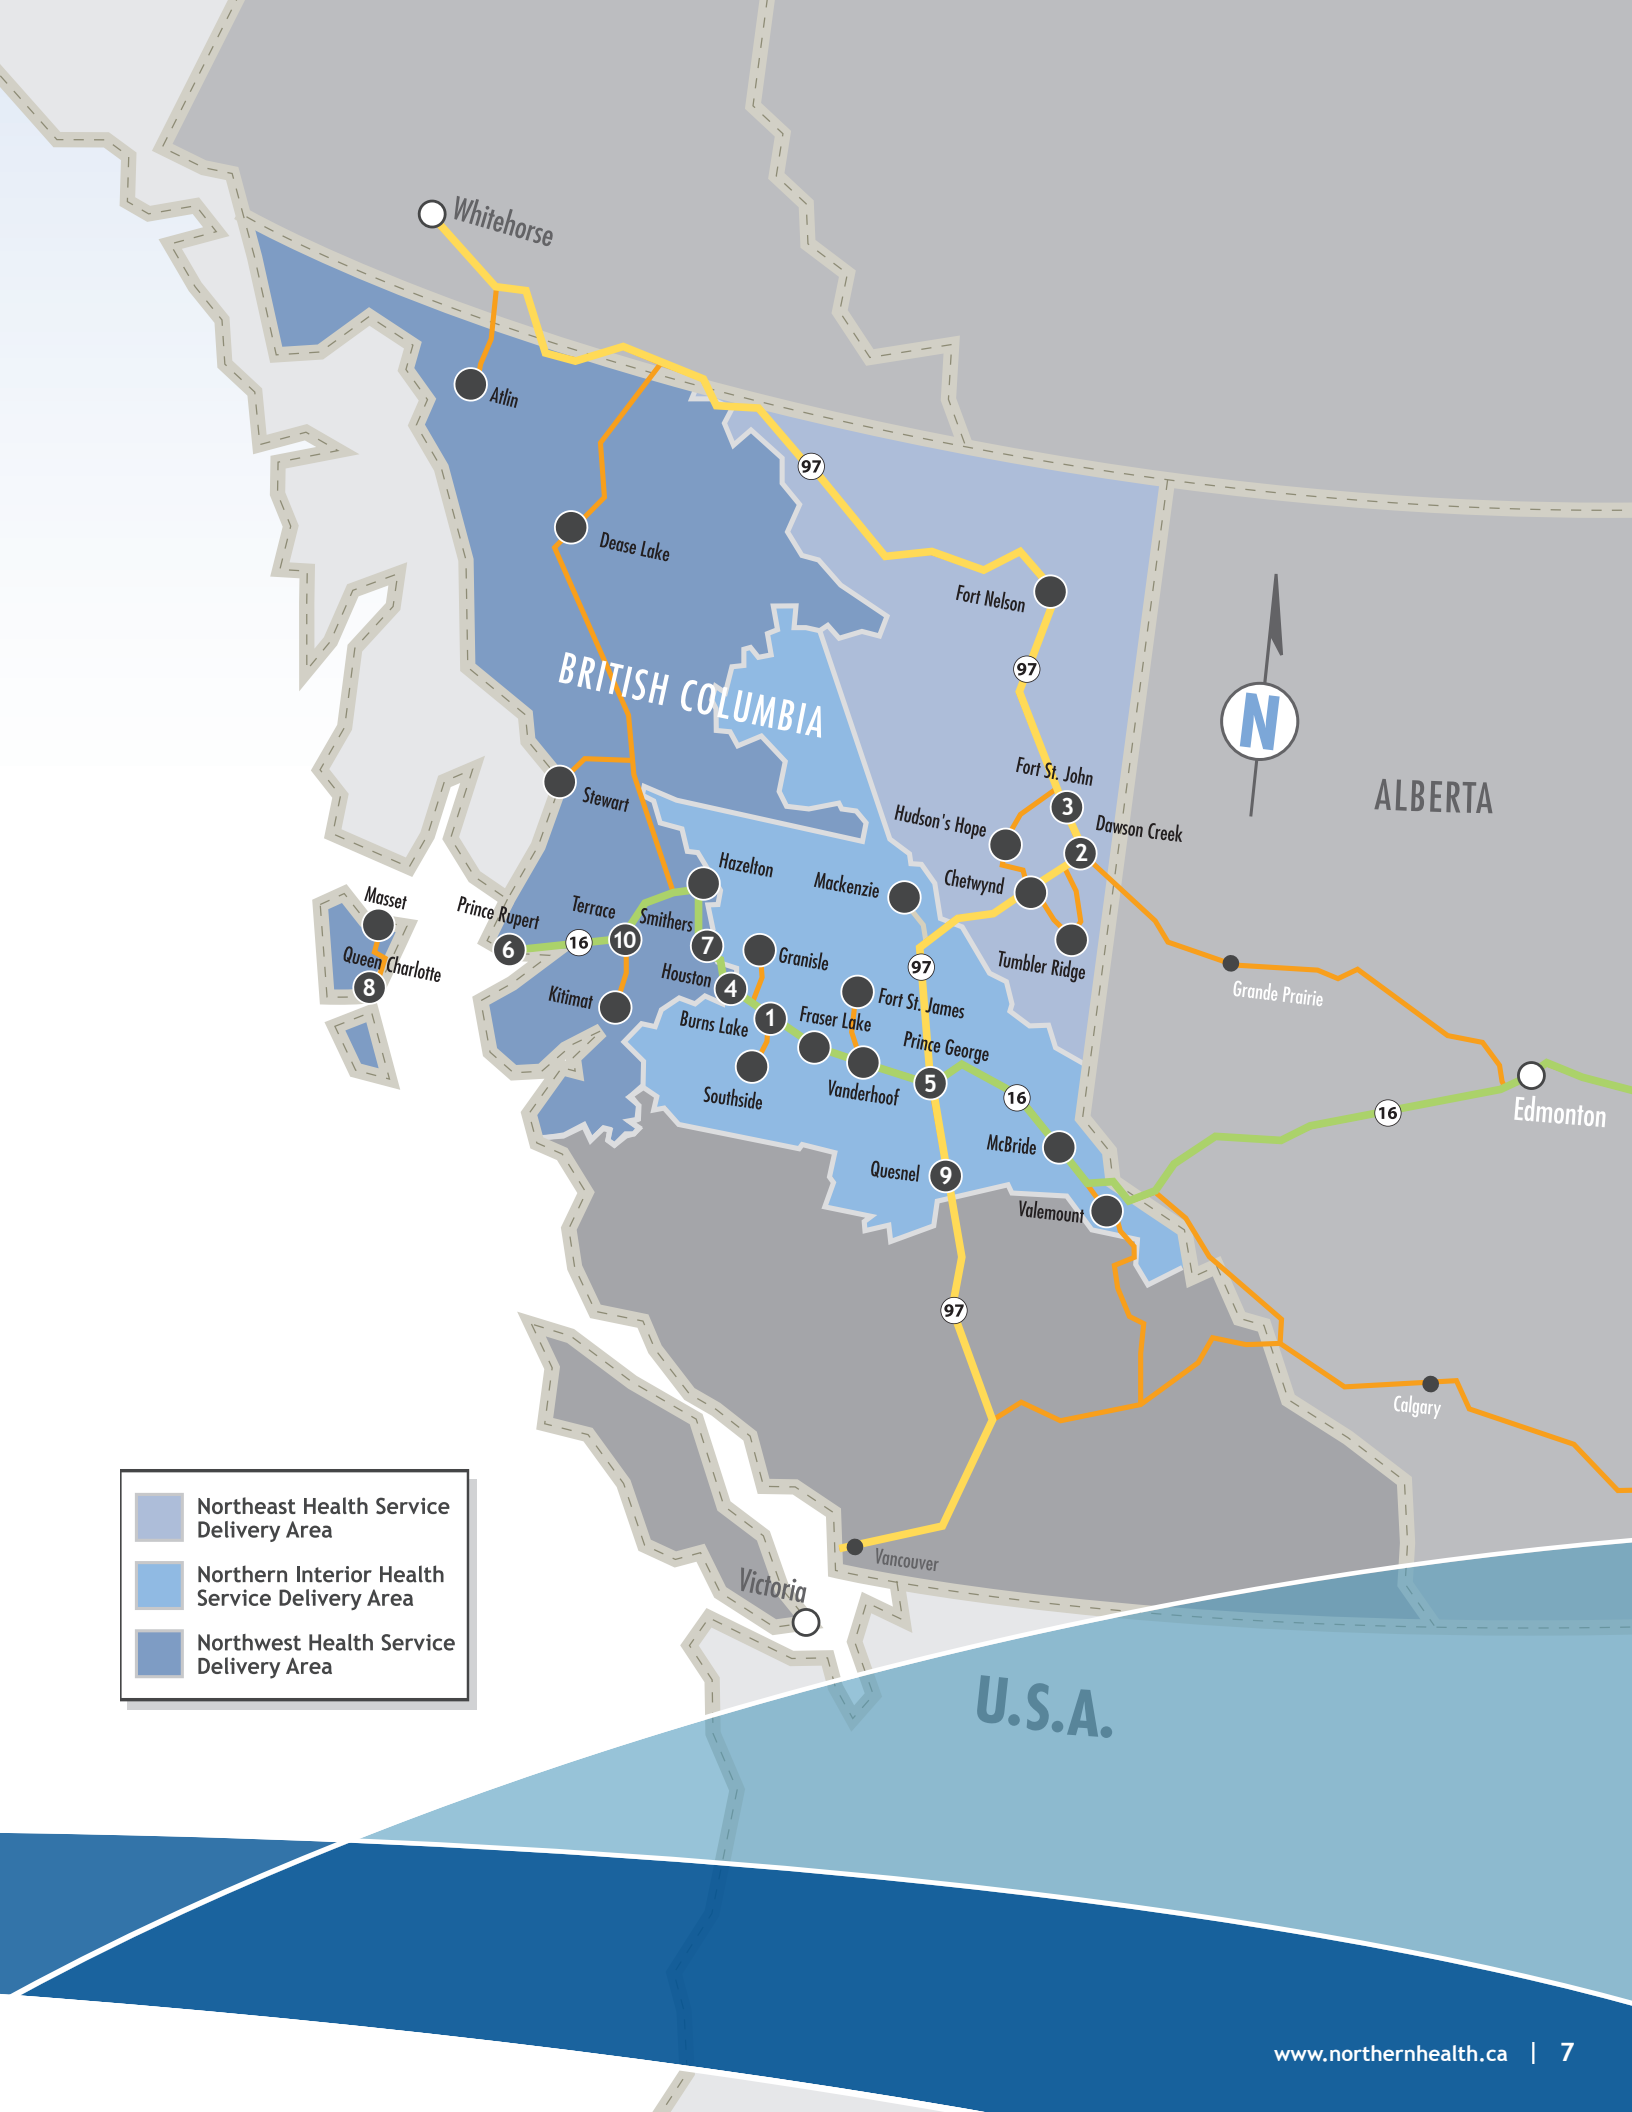 Whitehorse
Atlin
97
Dease Lake
Fort Nelson
BRITISH COLUMBIA
97
N
Fort St. John
ALBERTA
Stewart
3
Hudson's Hope
Dawson Creek
2
Hazelton
Mackenzie
Chetwynd
Masset
Prince Rupert
Terrace
Smithers
6
16
10
7
Granisle
Tumbler Ridge
Queen Charlotte
8
Houston
4
97
Grande Prairie
Kitimat
Fort St. James
Burns Lake
1
Fraser Lake
Prince George
Southside
Vanderhoof
5
16
Edmonton
16
McBride
Quesnel
9
Valemount
97
Calgary
Vancouver
Victoria
Northeast Health Service
Delivery Area
Northern Interior Health
Service Delivery Area
Northwest Health Service
Delivery Area
U.S.A.
www.northernhealth.ca | 7